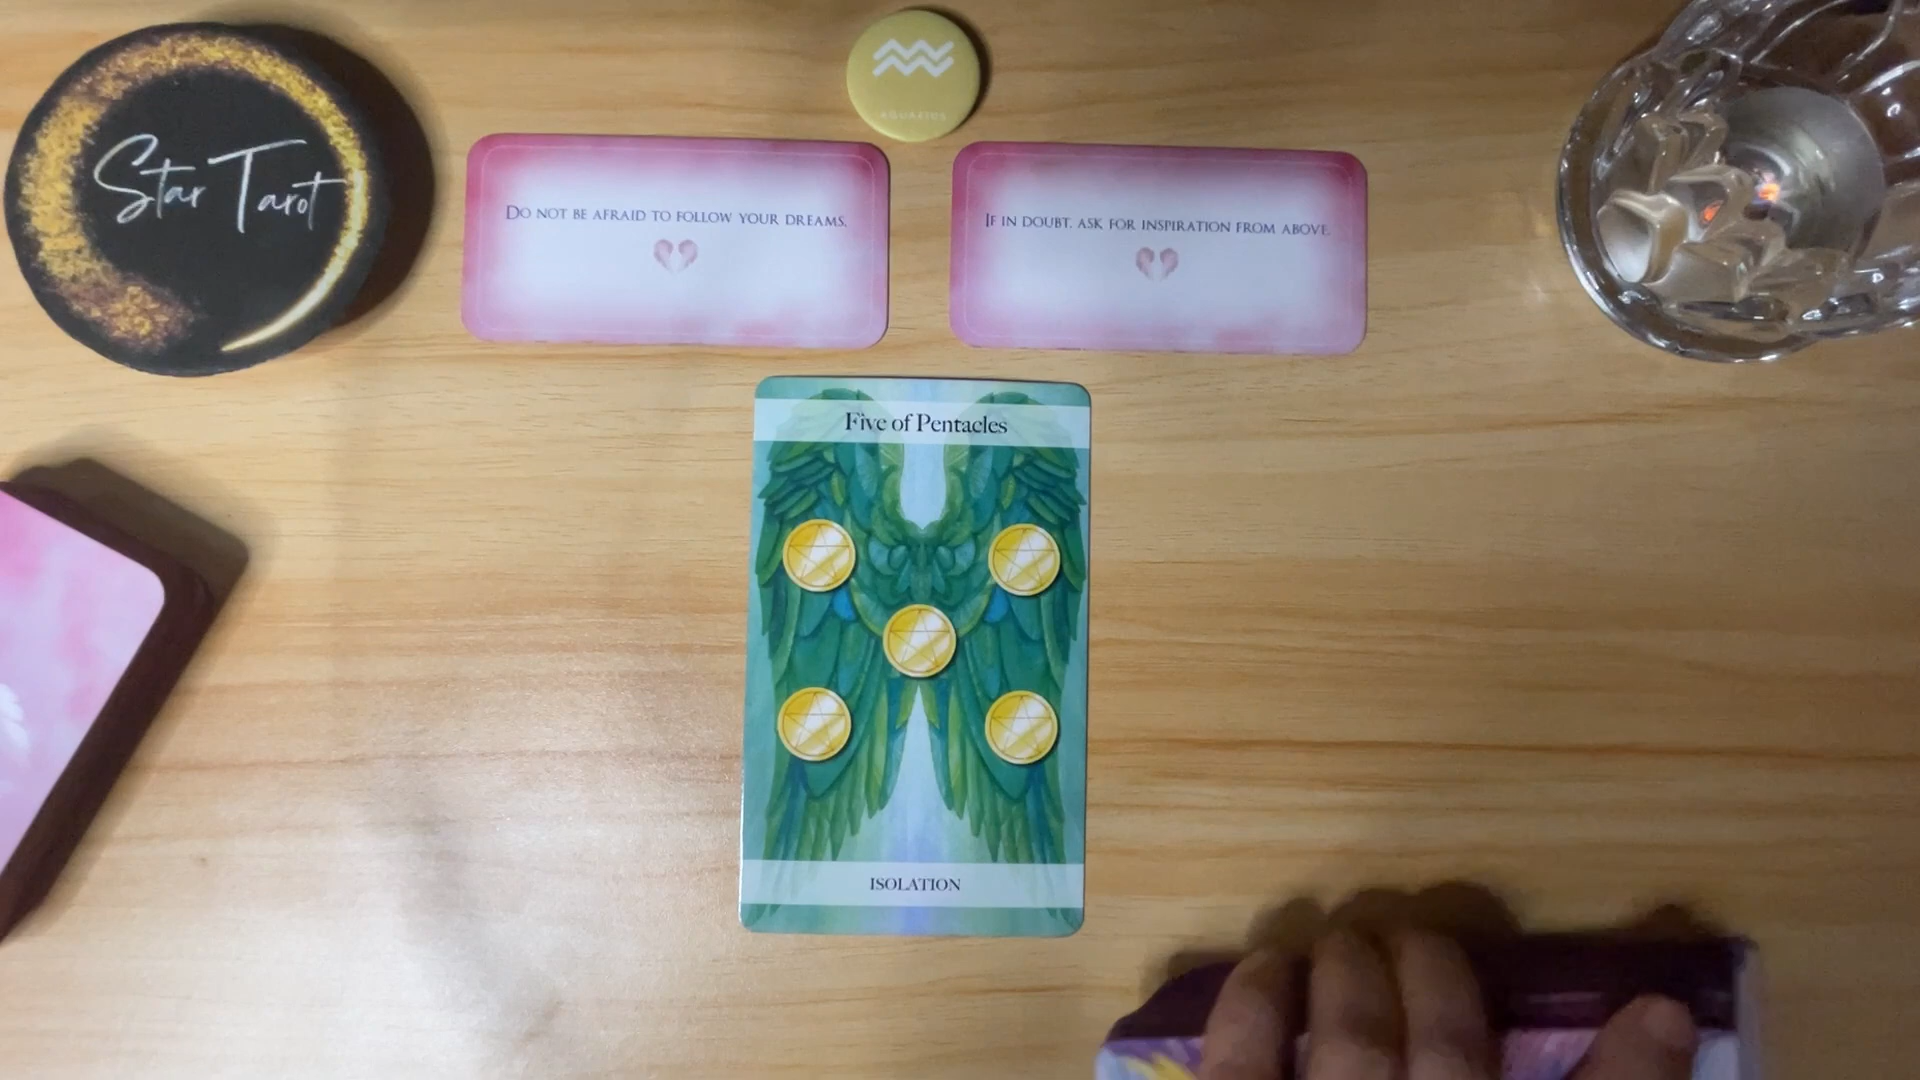 Star Tarot
AQUARIUS
DO NOT BE AFRAID TO FOLLOW YOUR DREAMS.
IF IN DOUBT, ASK FOR INSPIRATION FROM ABOVE.
Five of Pentacles
ISOLATION